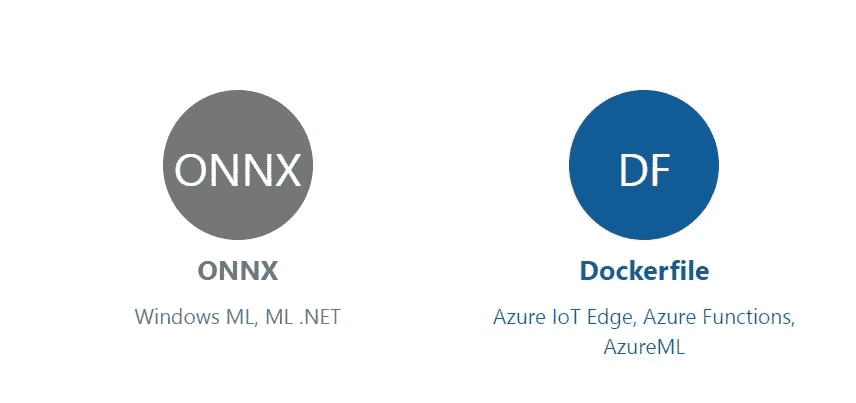 ONNX
DF
ONNX
Dockerfile
Windows ML, ML .NET
Azure IoT Edge, Azure Functions,
AzureML